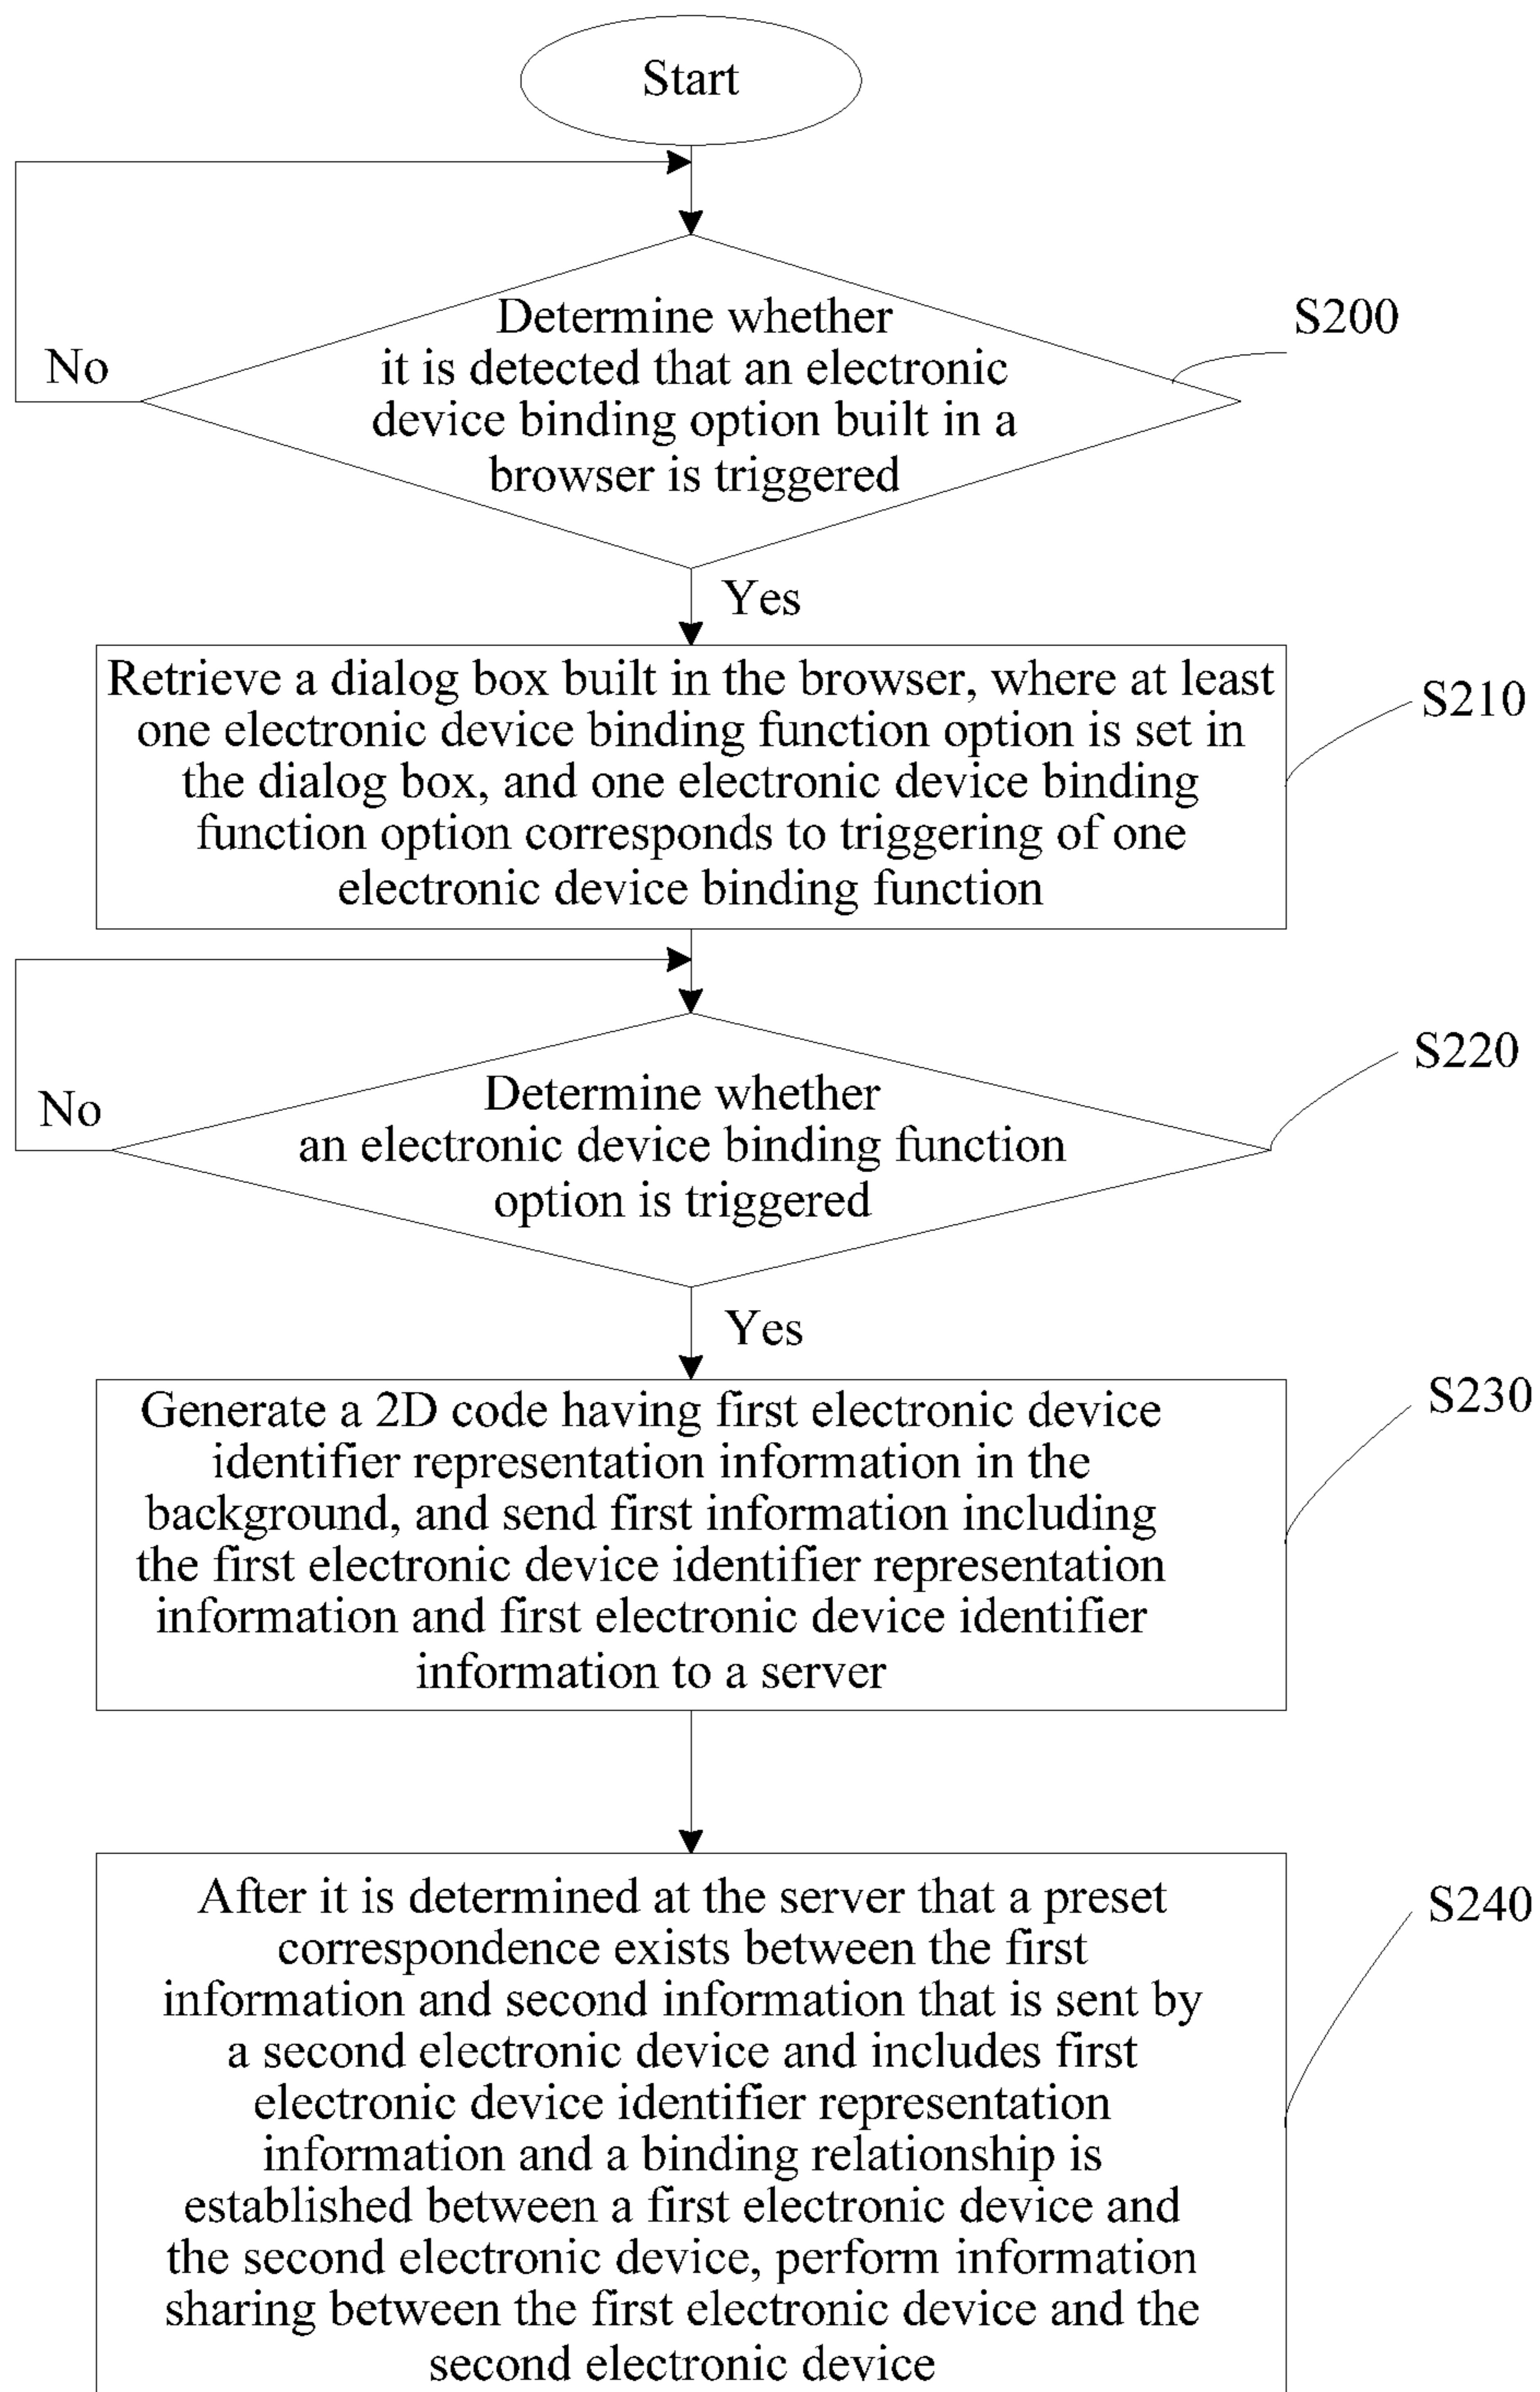 Start
Determine whether
it is detected that an electronic
device binding option built in a
browser is triggered
S200
No
Yes
Retrieve a dialog box built in the browser, where at least
one electronic device binding function option is set in
the dialog box, and one electronic device binding
function option corresponds to triggering of one
electronic device binding function
S210
Determine whether
an electronic device binding function
option is triggered
S220
No
Yes
Generate a 2D code having first electronic device
identifier representation information in the
background, and send first information including
the first electronic device identifier representation
information and first electronic device identifier
information to a server
S230
After it is determined at the server that a preset
correspondence exists between the first
information and second information that is sent by
a second electronic device and includes first
electronic device identifier representation
information and a binding relationship is
established between a first electronic device and
the second electronic device, perform information
sharing between the first electronic device and the
second electronic device
S240